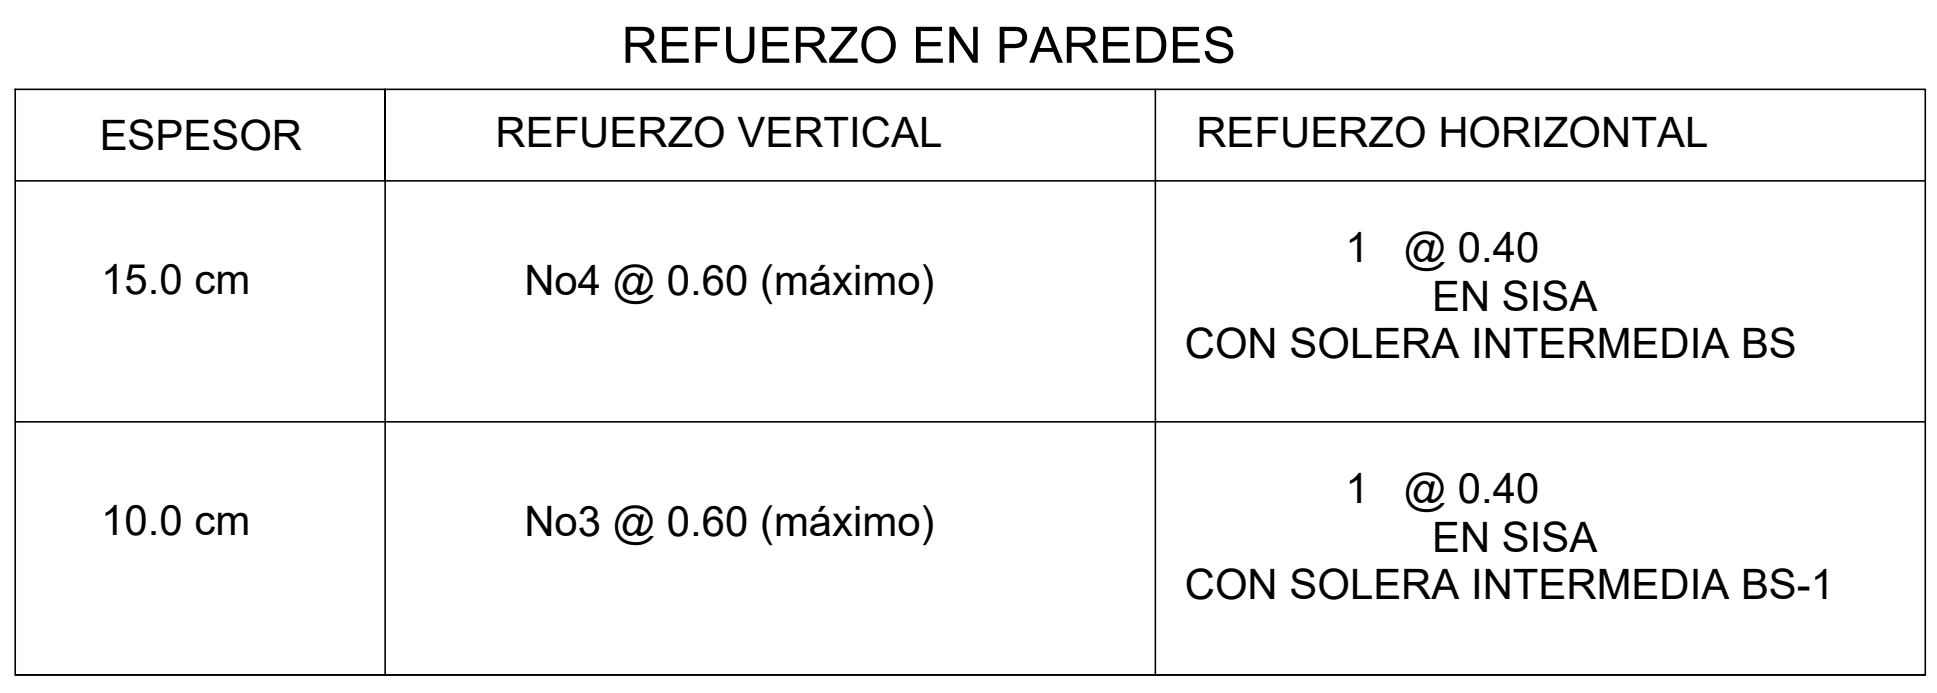 REFUERZO EN PAREDES
ESPESOR
REFUERZO VERTICAL
REFUERZO HORIZONTAL
15.0 cm
No4 @ 0.60 (máximo)
1 @ 0.40
EN SISA
CON SOLERA INTERMEDIA BS
10.0 cm
No3 @ 0.60 (máximo)
1 @ 0.40
EN SISA
CON SOLERA INTERMEDIA BS-1